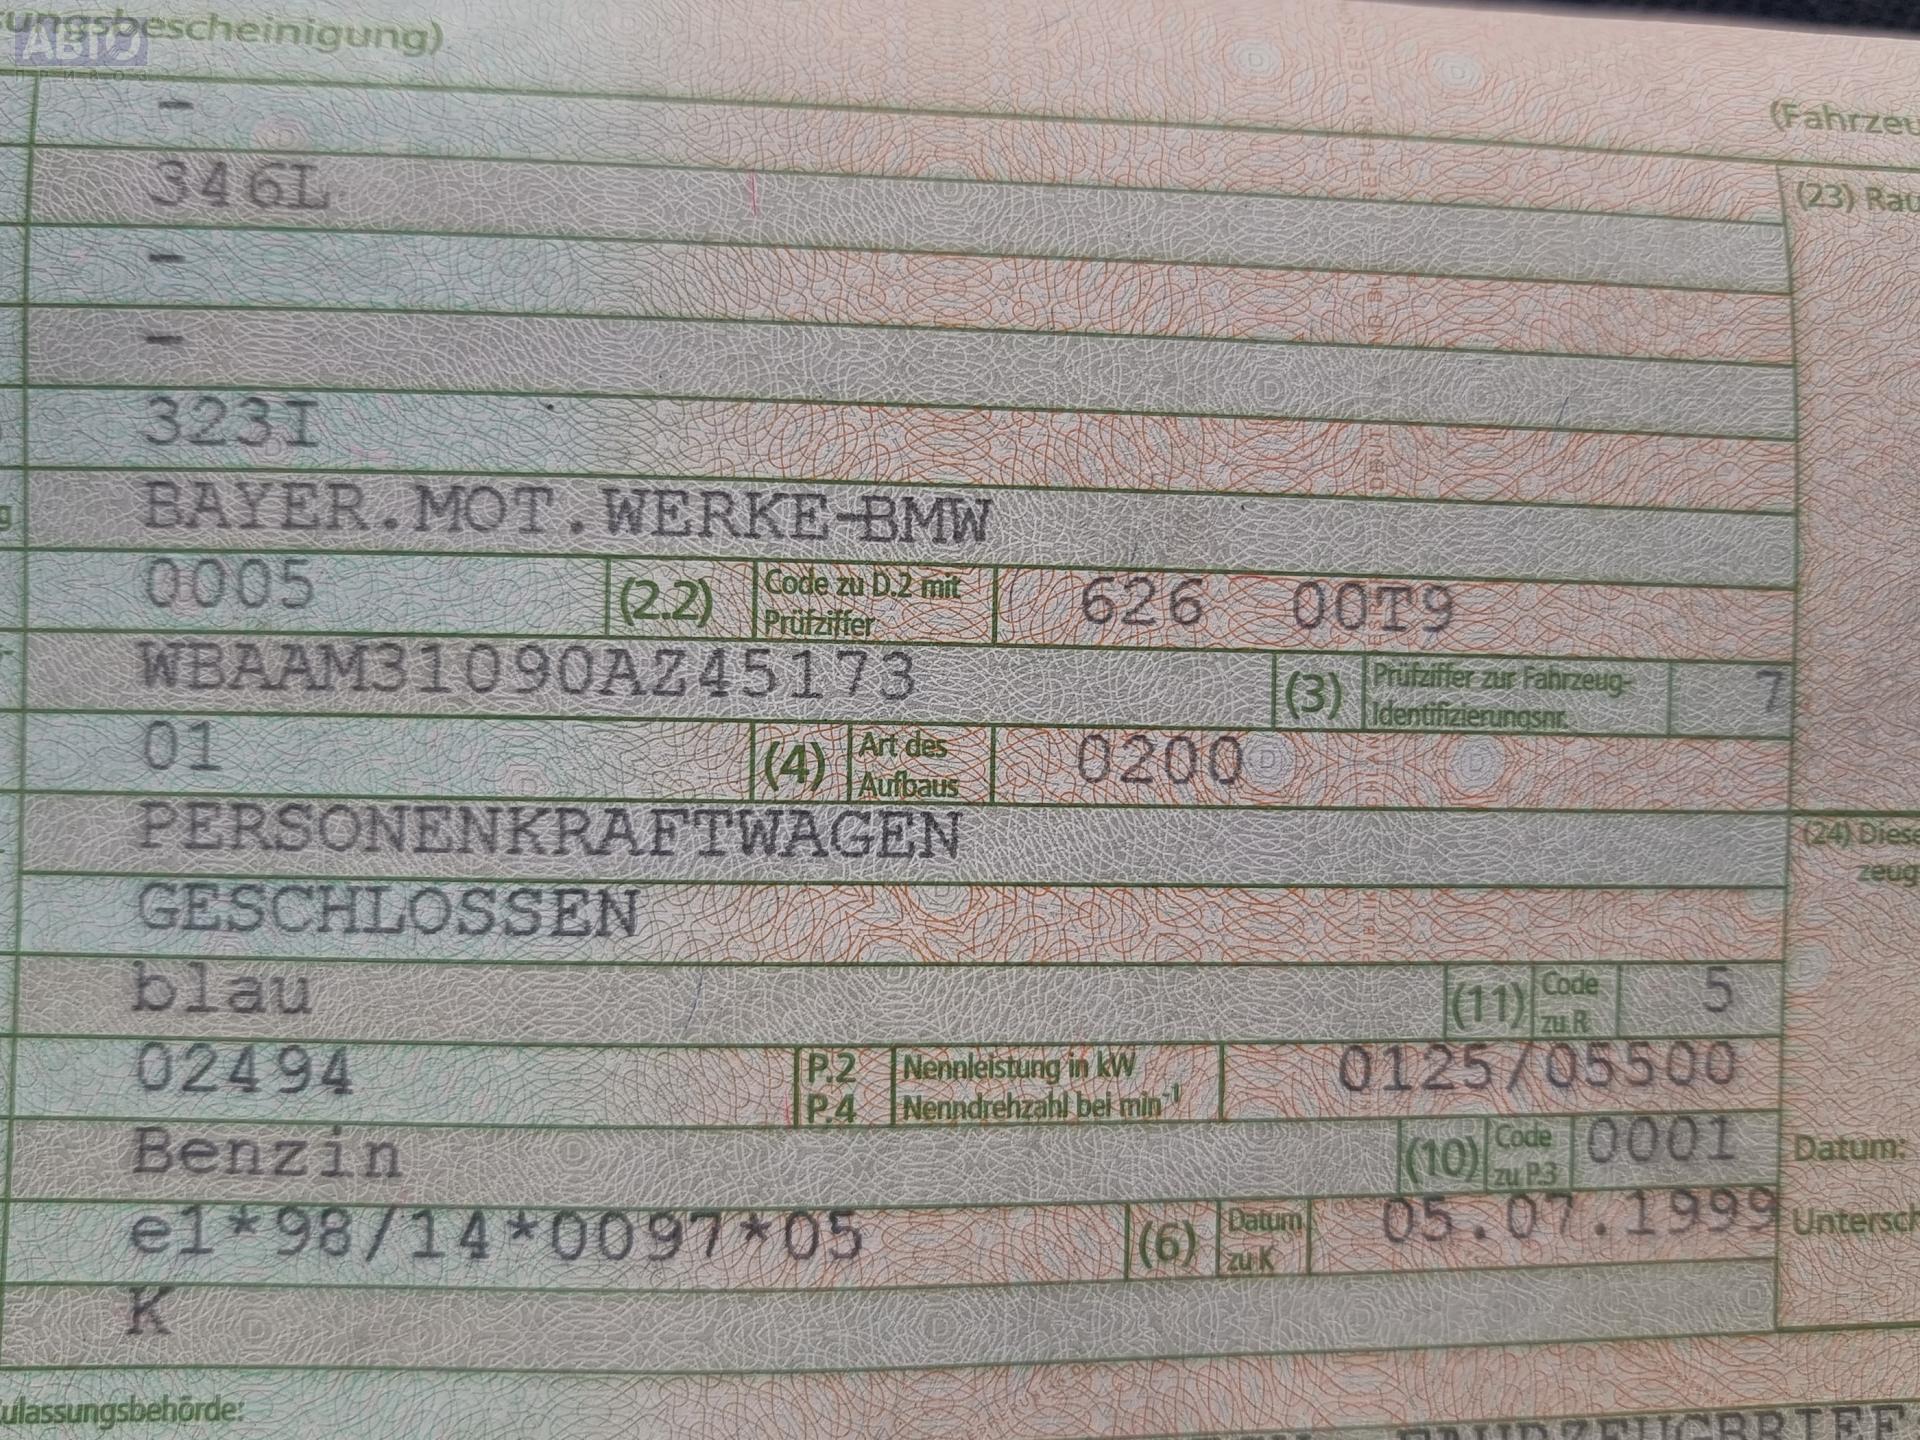 ungsbescheinigung)
АВТО
ПРИВОЗ
(Fahrzeu
-
346L
(23) Rau
-
-
323I
BAYER.MOT.WERKE-BMW
0005 (2.2) Code zu D.2 mit Prüfziffer 626 00T9
WBAAM31090AZ45173 (3) Prüfziffer zur Fahrzeug-Identifizierungsnr. 7
01 (4) Art des Aufbaus 0200
PERSONENKRAFTWAGEN
(24) Diese
zeug
GESCHLOSSEN
blau (11) Code zu R 5
02494 P.2 P.4 Nennleistung in kW Nenndrehzahl bei min-1 0125/05500
Benzin (10) Code zu P.3 0001
Datum:
e1*98/14*0097*05 (6) Datum zu K 05.07.1999
Untersch
K
ulassungsbehörde:
FAHRZEUGBRIEF